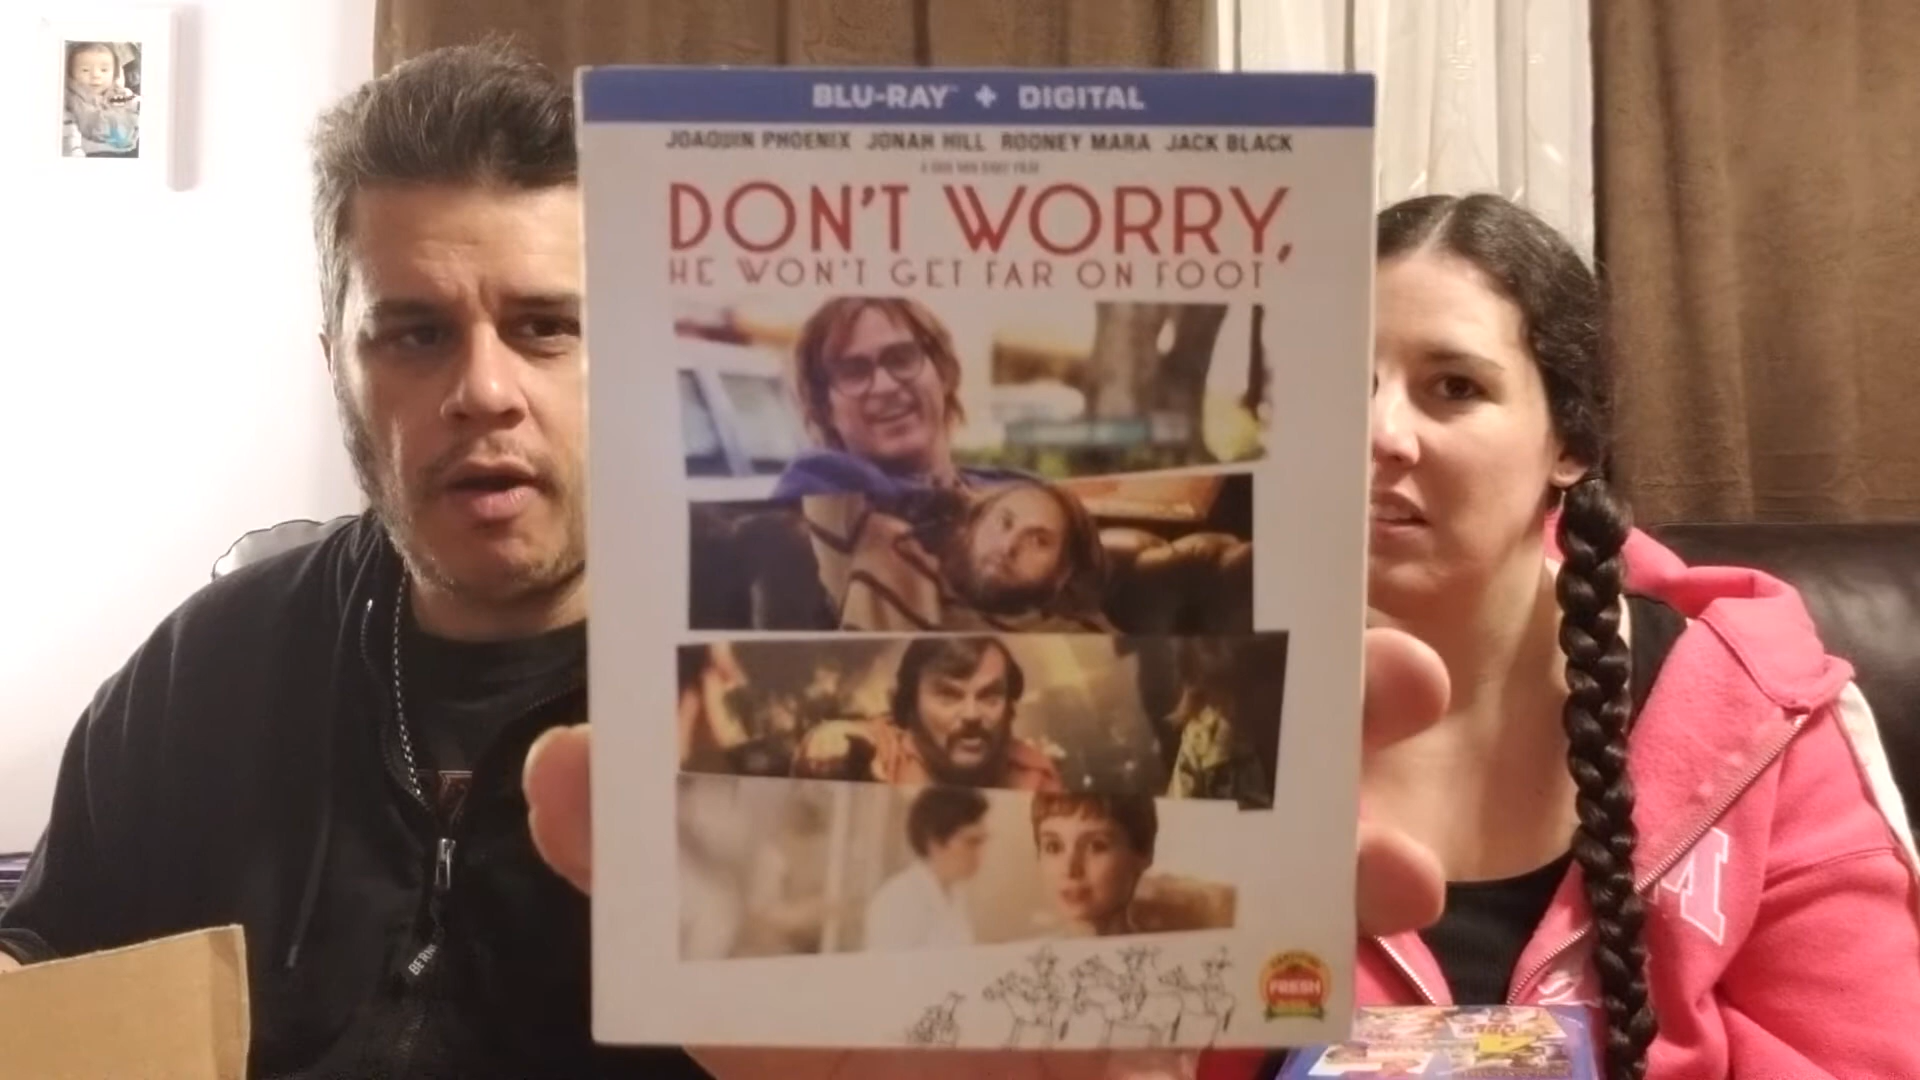 BLU-RAY + DIGITAL
JOAQUIN PHOENIX JONAH HILL ROONEY MARA JACK BLACK
DON'T WORRY,
HE WON'T GET FAR ON FOOT
FRESH
BERN